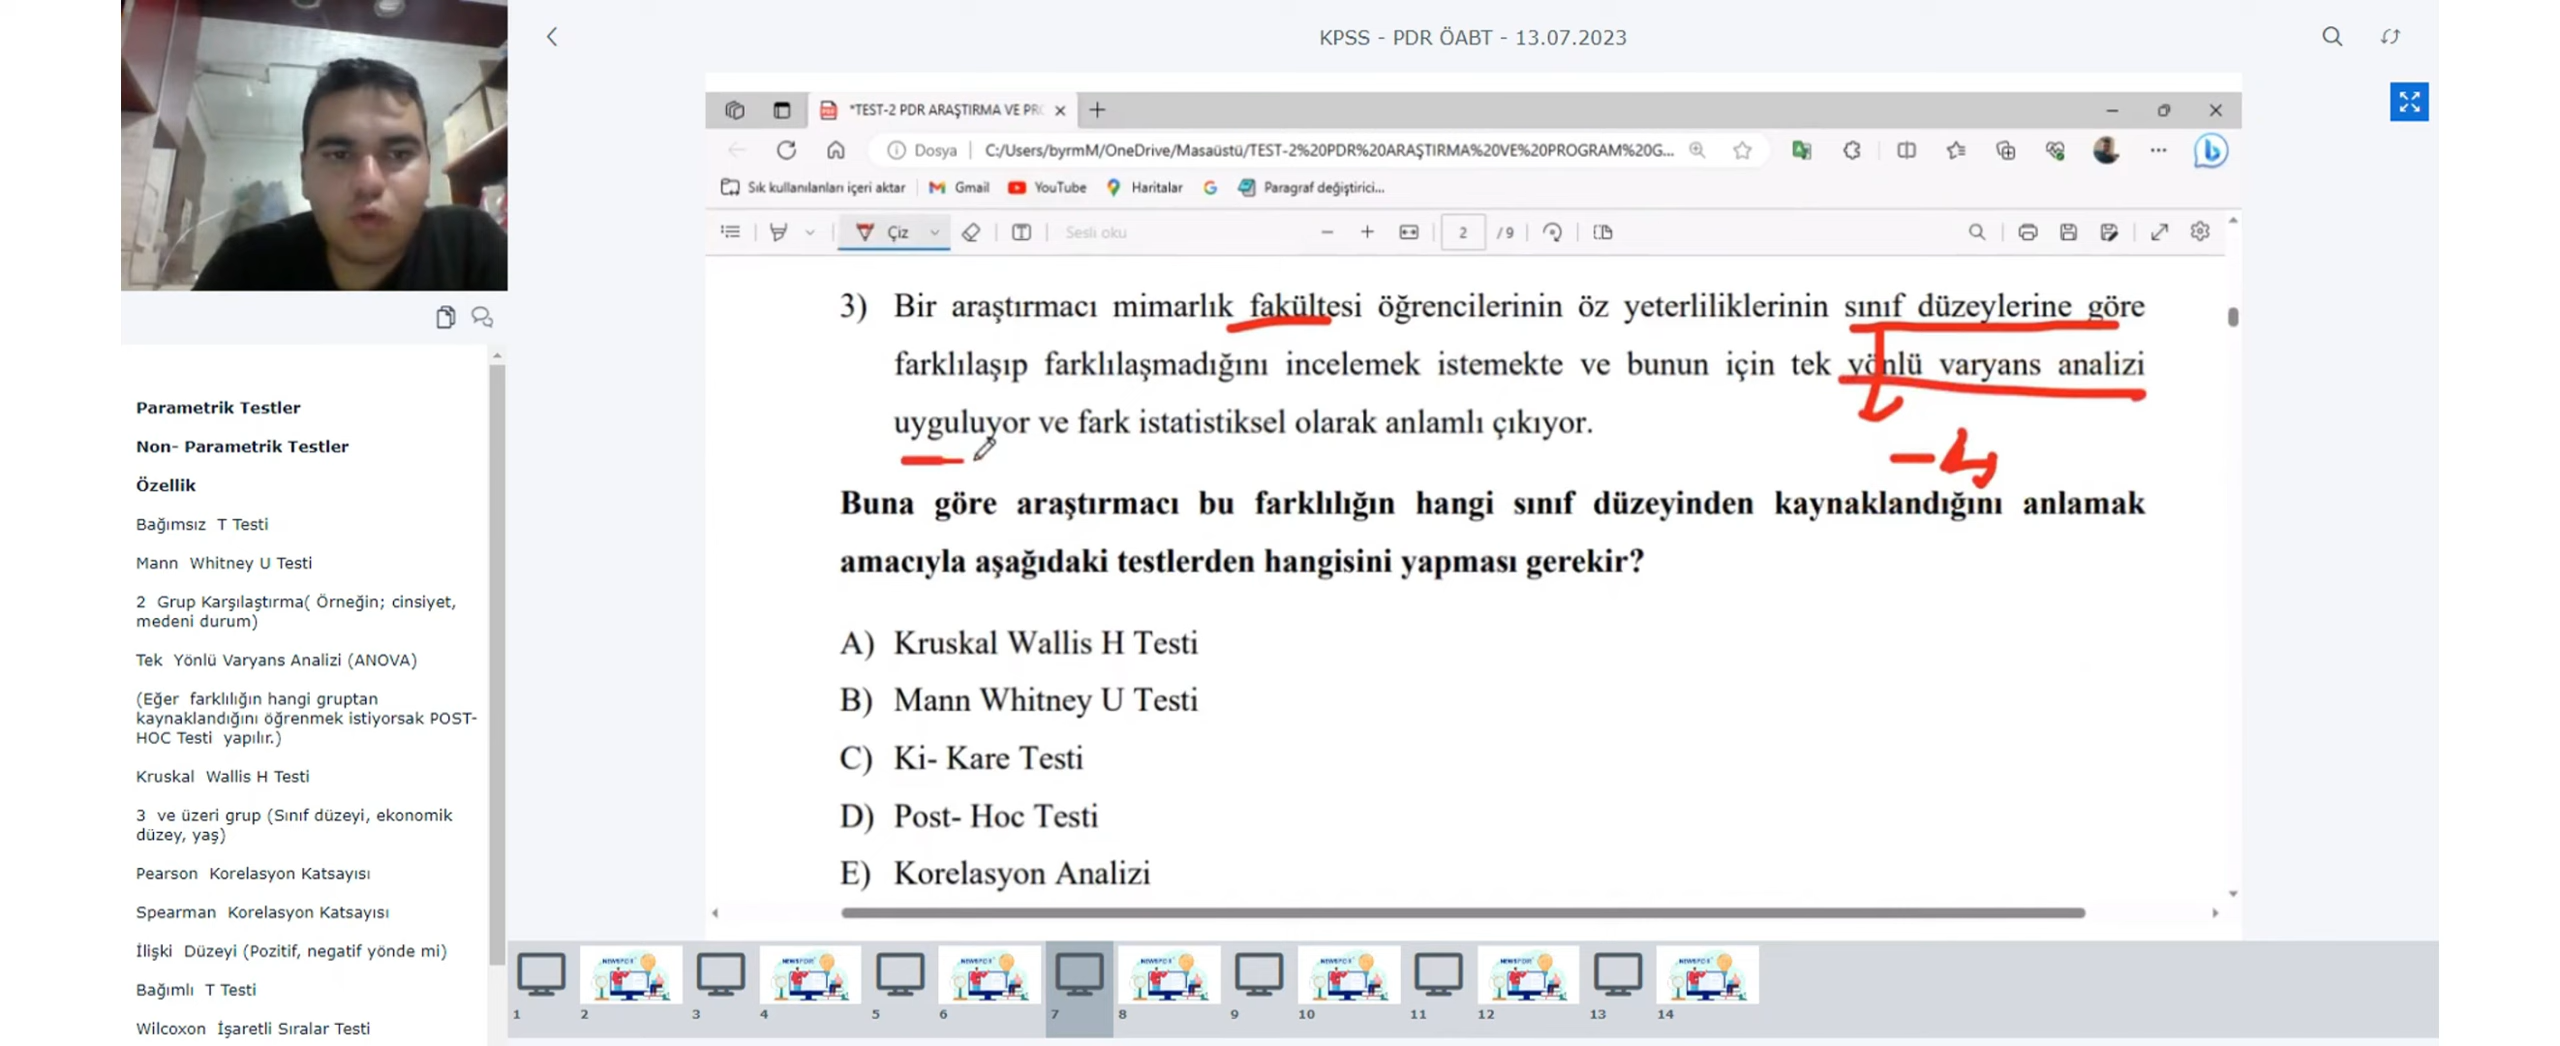 KPSS - PDR ÖABT - 13.07.2023
*TEST-2 PDR ARAŞTIRMA VE PRO
Dosya | C:/Users/byrmM/OneDrive/Masaüstü/TEST-2%20PDR%20ARAŞTIRMA%20VE%20PROGRAM%20G...
Sık kullanılanları içeri aktar | Gmail YouTube Haritalar Paragraf değiştirici...
Çiz Sesli oku 2 /9
3) Bir araştırmacı mimarlık fakültesi öğrencilerinin öz yeterliliklerinin sınıf düzeylerine göre
farklılaşıp farklılaşmadığını incelemek istemekte ve bunun için tek yönlü varyans analizi
uyguluyor ve fark istatistiksel olarak anlamlı çıkıyor.
Buna göre araştırmacı bu farklılığın hangi sınıf düzeyinden kaynaklandığını anlamak
amacıyla aşağıdaki testlerden hangisini yapması gerekir?
A) Kruskal Wallis H Testi
B) Mann Whitney U Testi
C) Ki- Kare Testi
D) Post- Hoc Testi
E) Korelasyon Analizi
Parametrik Testler
Non- Parametrik Testler
Özellik
Bağımsız T Testi
Mann Whitney U Testi
2 Grup Karşılaştırma( Örneğin; cinsiyet,
medeni durum)
Tek Yönlü Varyans Analizi (ANOVA)
(Eğer farklılığın hangi gruptan
kaynaklandığını öğrenmek istiyorsak POST-
HOC Testi yapılır.)
Kruskal Wallis H Testi
3 ve üzeri grup (Sınıf düzeyi, ekonomik
düzey, yaş)
Pearson Korelasyon Katsayısı
Spearman Korelasyon Katsayısı
İlişki Düzeyi (Pozitif, negatif yönde mi)
Bağımlı T Testi
Wilcoxon İşaretli Sıralar Testi
1 2 3 4 5 6 7 8 9 10 11 12 13 14